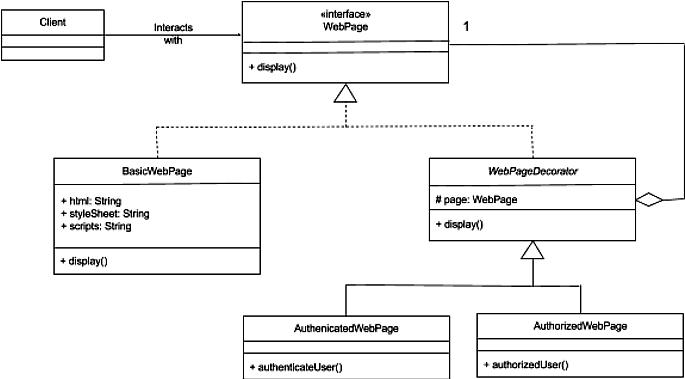 Client
Interacts
with
«interface»
WebPage
1
+ display()
BasicWebPage
+ html: String
+ styleSheet: String
+ scripts: String
+ display()
WebPageDecorator
# page: WebPage
+ display()
AuthenicatedWebPage
+ authenticateUser()
AuthorizedWebPage
+ authorizedUser()